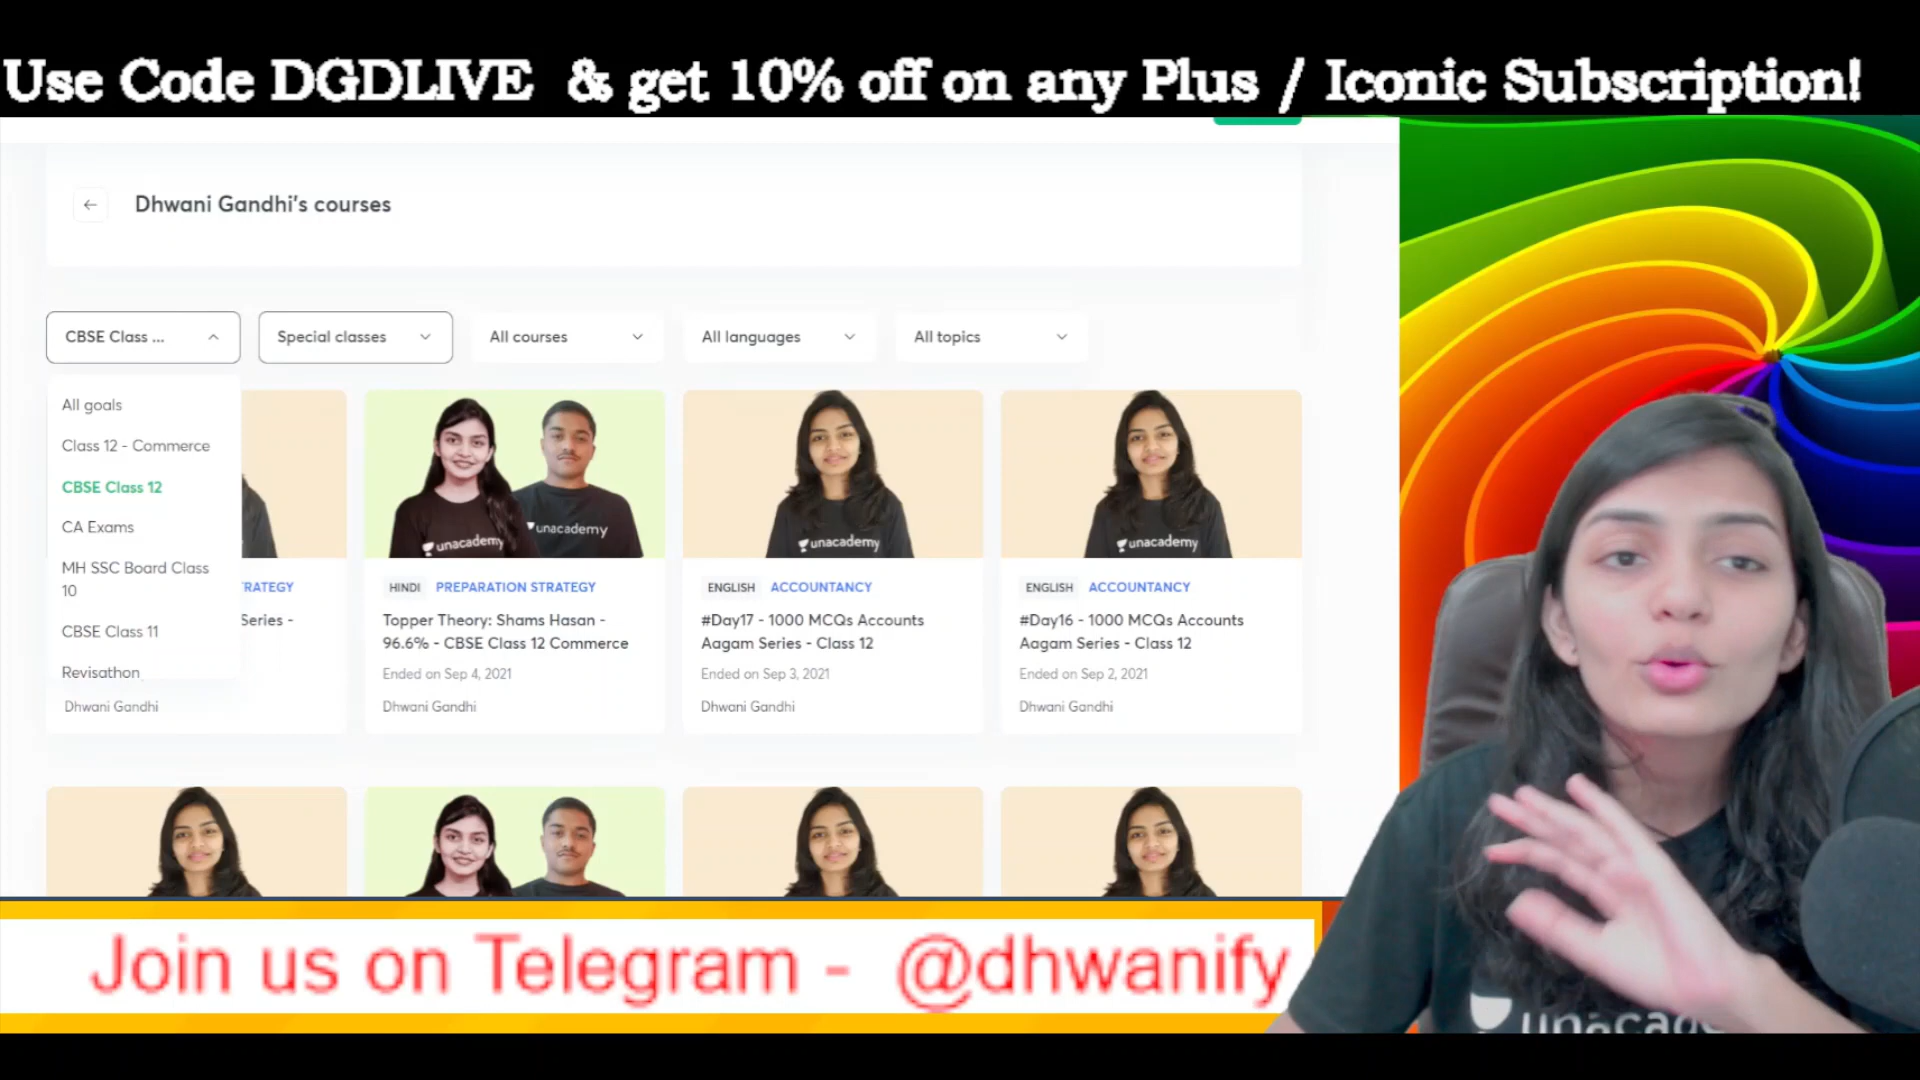 Use Code DGDLIVE & get 10% off on any Plus / Iconic Subscription!
Dhwani Gandhi's courses
CBSE Class ...
Special classes
All courses
All languages
All topics
All goals
Class 12 - Commerce
CBSE Class 12
CA Exams
MH SSC Board Class
10
CBSE Class 11
Revisathon
RATEGY
Series -
Dhwani Gandhi
unacademy
unacademy
HINDI PREPARATION STRATEGY
Topper Theory: Shams Hasan -
96.6% - CBSE Class 12 Commerce
Ended on Sep 4, 2021
Dhwani Gandhi
unacademy
ENGLISH ACCOUNTANCY
#Day17 - 1000 MCQs Accounts
Aagam Series - Class 12
Ended on Sep 3, 2021
Dhwani Gandhi
unacademy
ENGLISH ACCOUNTANCY
#Day16 - 1000 MCQs Accounts
Aagam Series - Class 12
Ended on Sep 2, 2021
Dhwani Gandhi
Join us on Telegram - @dhwanify